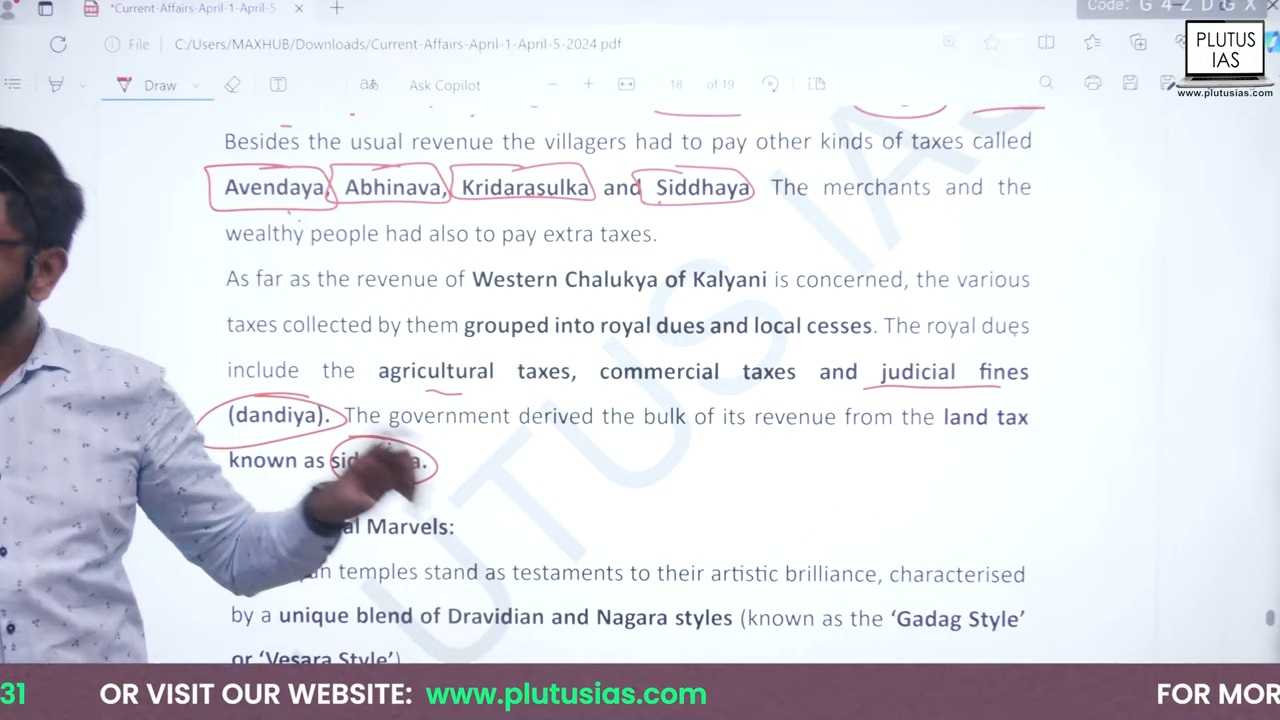 *Current-Affairs-April-1-April-5
Code: G 4 Z D G X
File C:/Users/MAXHUB/Downloads/Current-Affairs-April-1-April-5-2024.pdf
PLUTUS
IAS
www.plutusias.com
Draw Ask Copilot 18 of 19
Besides the usual revenue the villagers had to pay other kinds of taxes called
Avendaya, Abhinava, Kridarasulka and Siddhaya The merchants and the
wealthy people had also to pay extra taxes.
As far as the revenue of Western Chalukya of Kalyani is concerned, the various
taxes collected by them grouped into royal dues and local cesses. The royal dues
include the agricultural taxes, commercial taxes and judicial fines
(dandiya). The government derived the bulk of its revenue from the land tax
known as
al Marvels:
temples stand as testaments to their artistic brilliance, characterised
by a unique blend of Dravidian and Nagara styles (known as the ‘Gadag Style’
or ‘Vesara Style’)
31 OR VISIT OUR WEBSITE: www.plutusias.com FOR MOR